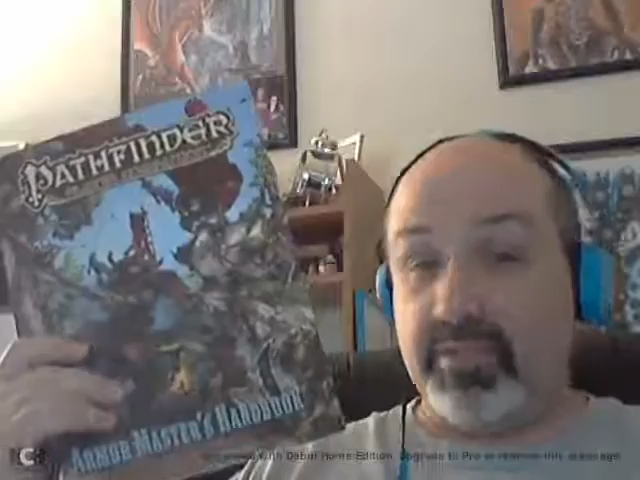 PATHFINDER
ARMOR MASTER'S HANDBOOK
with Debut Home Edition. Upgrade to Pro to remove this message.